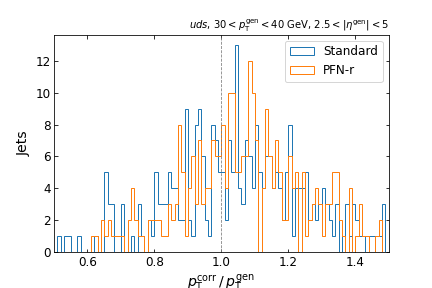 uds, 30 < p_T^gen < 40 GeV, 2.5 < |η^gen| < 5
Standard
PFN-r
Jets
12
10
8
6
4
2
0
0.6 0.8 1.0 1.2 1.4
p_T^corr / p_T^gen